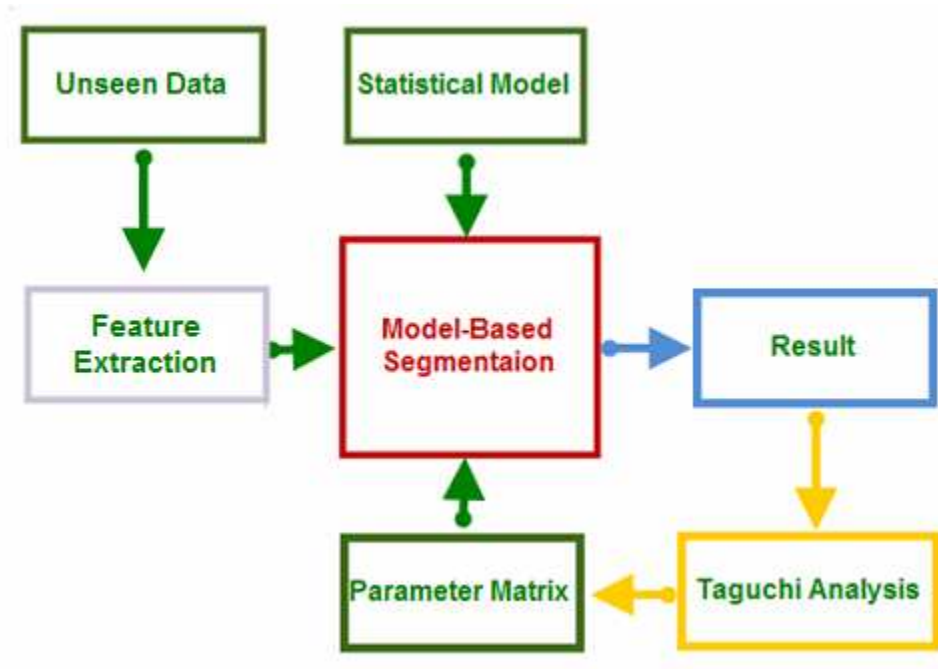 Unseen Data
Statistical Model
Feature
Extraction
Model-Based
Segmentaion
Result
Parameter Matrix
Taguchi Analysis